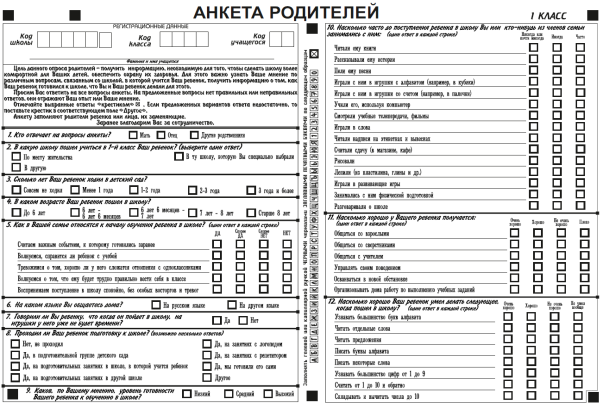 АНКЕТА РОДИТЕЛЕЙ
1 КЛАСС
РЕГИСТРАЦИОННЫЕ ДАННЫЕ
Код школы
Код класса
Код учащегося
Фамилия и имя учащегося
Цель данного опроса родителей – получить информацию, необходимую для того, чтобы сделать школу более
комфортной для Ваших детей, обеспечить охрану их здоровья. Для этого важно узнать Ваше мнение по
различным вопросам, связанным со школой, в которой учится Ваш ребенок, получить информацию о том, как
Ваш ребенок готовился к школе, что Вы и Ваш ребенок делали для этого.
Просим Вас ответить на все вопросы анкеты. На предложенные вопросы нет правильных или неправильных
ответов, они отражают Ваш опыт или Ваше мнение.
Отмечайте выбранные ответы «крестиком» ☒. Если предложенных вариантов ответа недостаточно, то
поставьте крестик в соответствующем поле «Другое».
Анкету заполняют родители ребенка или лица, их заменяющие.
Заранее благодарим Вас за сотрудничество.
1. Кто отвечает на вопросы анкеты?
Мать
Отец
Другие родственники
2. В какую школу пошел учиться в 1-й класс Ваш ребенок? (выберите один ответ)
По месту жительства
В ту школу, которую Вы специально выбрали
В другую
3. Сколько лет Ваш ребенок ходил в детский сад?
Совсем не ходил
Менее 1 года
1-2 года
2-3 года
3 года и более
4. В каком возрасте Ваш ребенок пошел в школу?
До 6 лет
6 лет – 6 лет 6 месяцев
6 лет 6 месяцев – 7 лет
7 лет – 8 лет
Старше 8 лет
5. Как в Вашей семье относятся к началу обучения ребенка в школе? (один ответ в каждой строке)
ДА
Скорее ДА
Скорее НЕТ
НЕТ
Считаем важным событием, к которому готовились заранее
Волнуемся, справится ли ребенок с учебой
Тревожимся о том, хорошо ли у него сложатся отношения с одноклассниками
Волнуемся о том, что ему будет трудно правильно вести себя в классе
Воспринимаем поступление в школу спокойно, без особых восторгов и тревог
6. На каком языке Вы общаетесь дома?
На русском языке
На другом языке
7. Говорили ли Вы ребенку, что когда он пойдет в школу, на
игрушки у него уже не будет времени?
Да
Нет
8. Проходил ли Ваш ребенок подготовку к школе? (возможно несколько ответов)
Нет, не проходил
Да, на занятиях с логопедом
Да, в подготовительной группе детского сада
Да, на занятиях с репетитором
Да, на подготовительных занятиях в школе, в которой учится ребенок
Да, мы готовили его сами
Да, на подготовительных занятиях в другой школе
Другое
9. Каков, по Вашему мнению, уровень готовности
Вашего ребенка к обучению в школе?
Низкий
Средний
Высокий
10. Насколько часто до поступления ребенка в школу Вы или кто-нибудь из членов семьи
занимались с ним: (один ответ в каждой строке)
Никогда или почти никогда
Иногда
Часто
Читали ему книги
Рассказывали ему истории
Пели ему песни
Играли с ним в игрушки с алфавитом (например, в кубики)
Играли с ним в игрушки со счетом (например, в палочки)
Учили его, используя компьютер
Смотрели учебные телепередачи, фильмы
Играли в слова
Читали надписи на этикетках и вывесках
Считали сдачу (в магазине, кафе)
Рисовали
Лепили (из пластилина, глины и др.)
Играли в развивающие игры
Занимались с ним физической подготовкой
Разговаривали о школе
11. Насколько хорошо у Вашего ребенка получается:
(один ответ в каждой строке)
Очень хорошо
Хорошо
Не очень хорошо
Плохо
Общаться со взрослыми
Общаться со сверстниками
Общаться с учителем
Управлять своим поведением
Осваиваться в новой обстановке
Организовывать дома работу по выполнению учебных заданий
12. Насколько хорошо Ваш ребенок умел делать следующее,
когда пошел в школу? (один ответ в каждой строке)
Очень хорошо
Хорошо
Не очень хорошо
Не умел вообще
Узнавать большинство букв алфавита
Читать отдельные слова
Читать предложения
Писать буквы алфавита
Писать некоторые слова
Узнавать большинство цифр от 1 до 9
Считать от 1 до 10 и обратно
Складывать и вычитать числа до 10